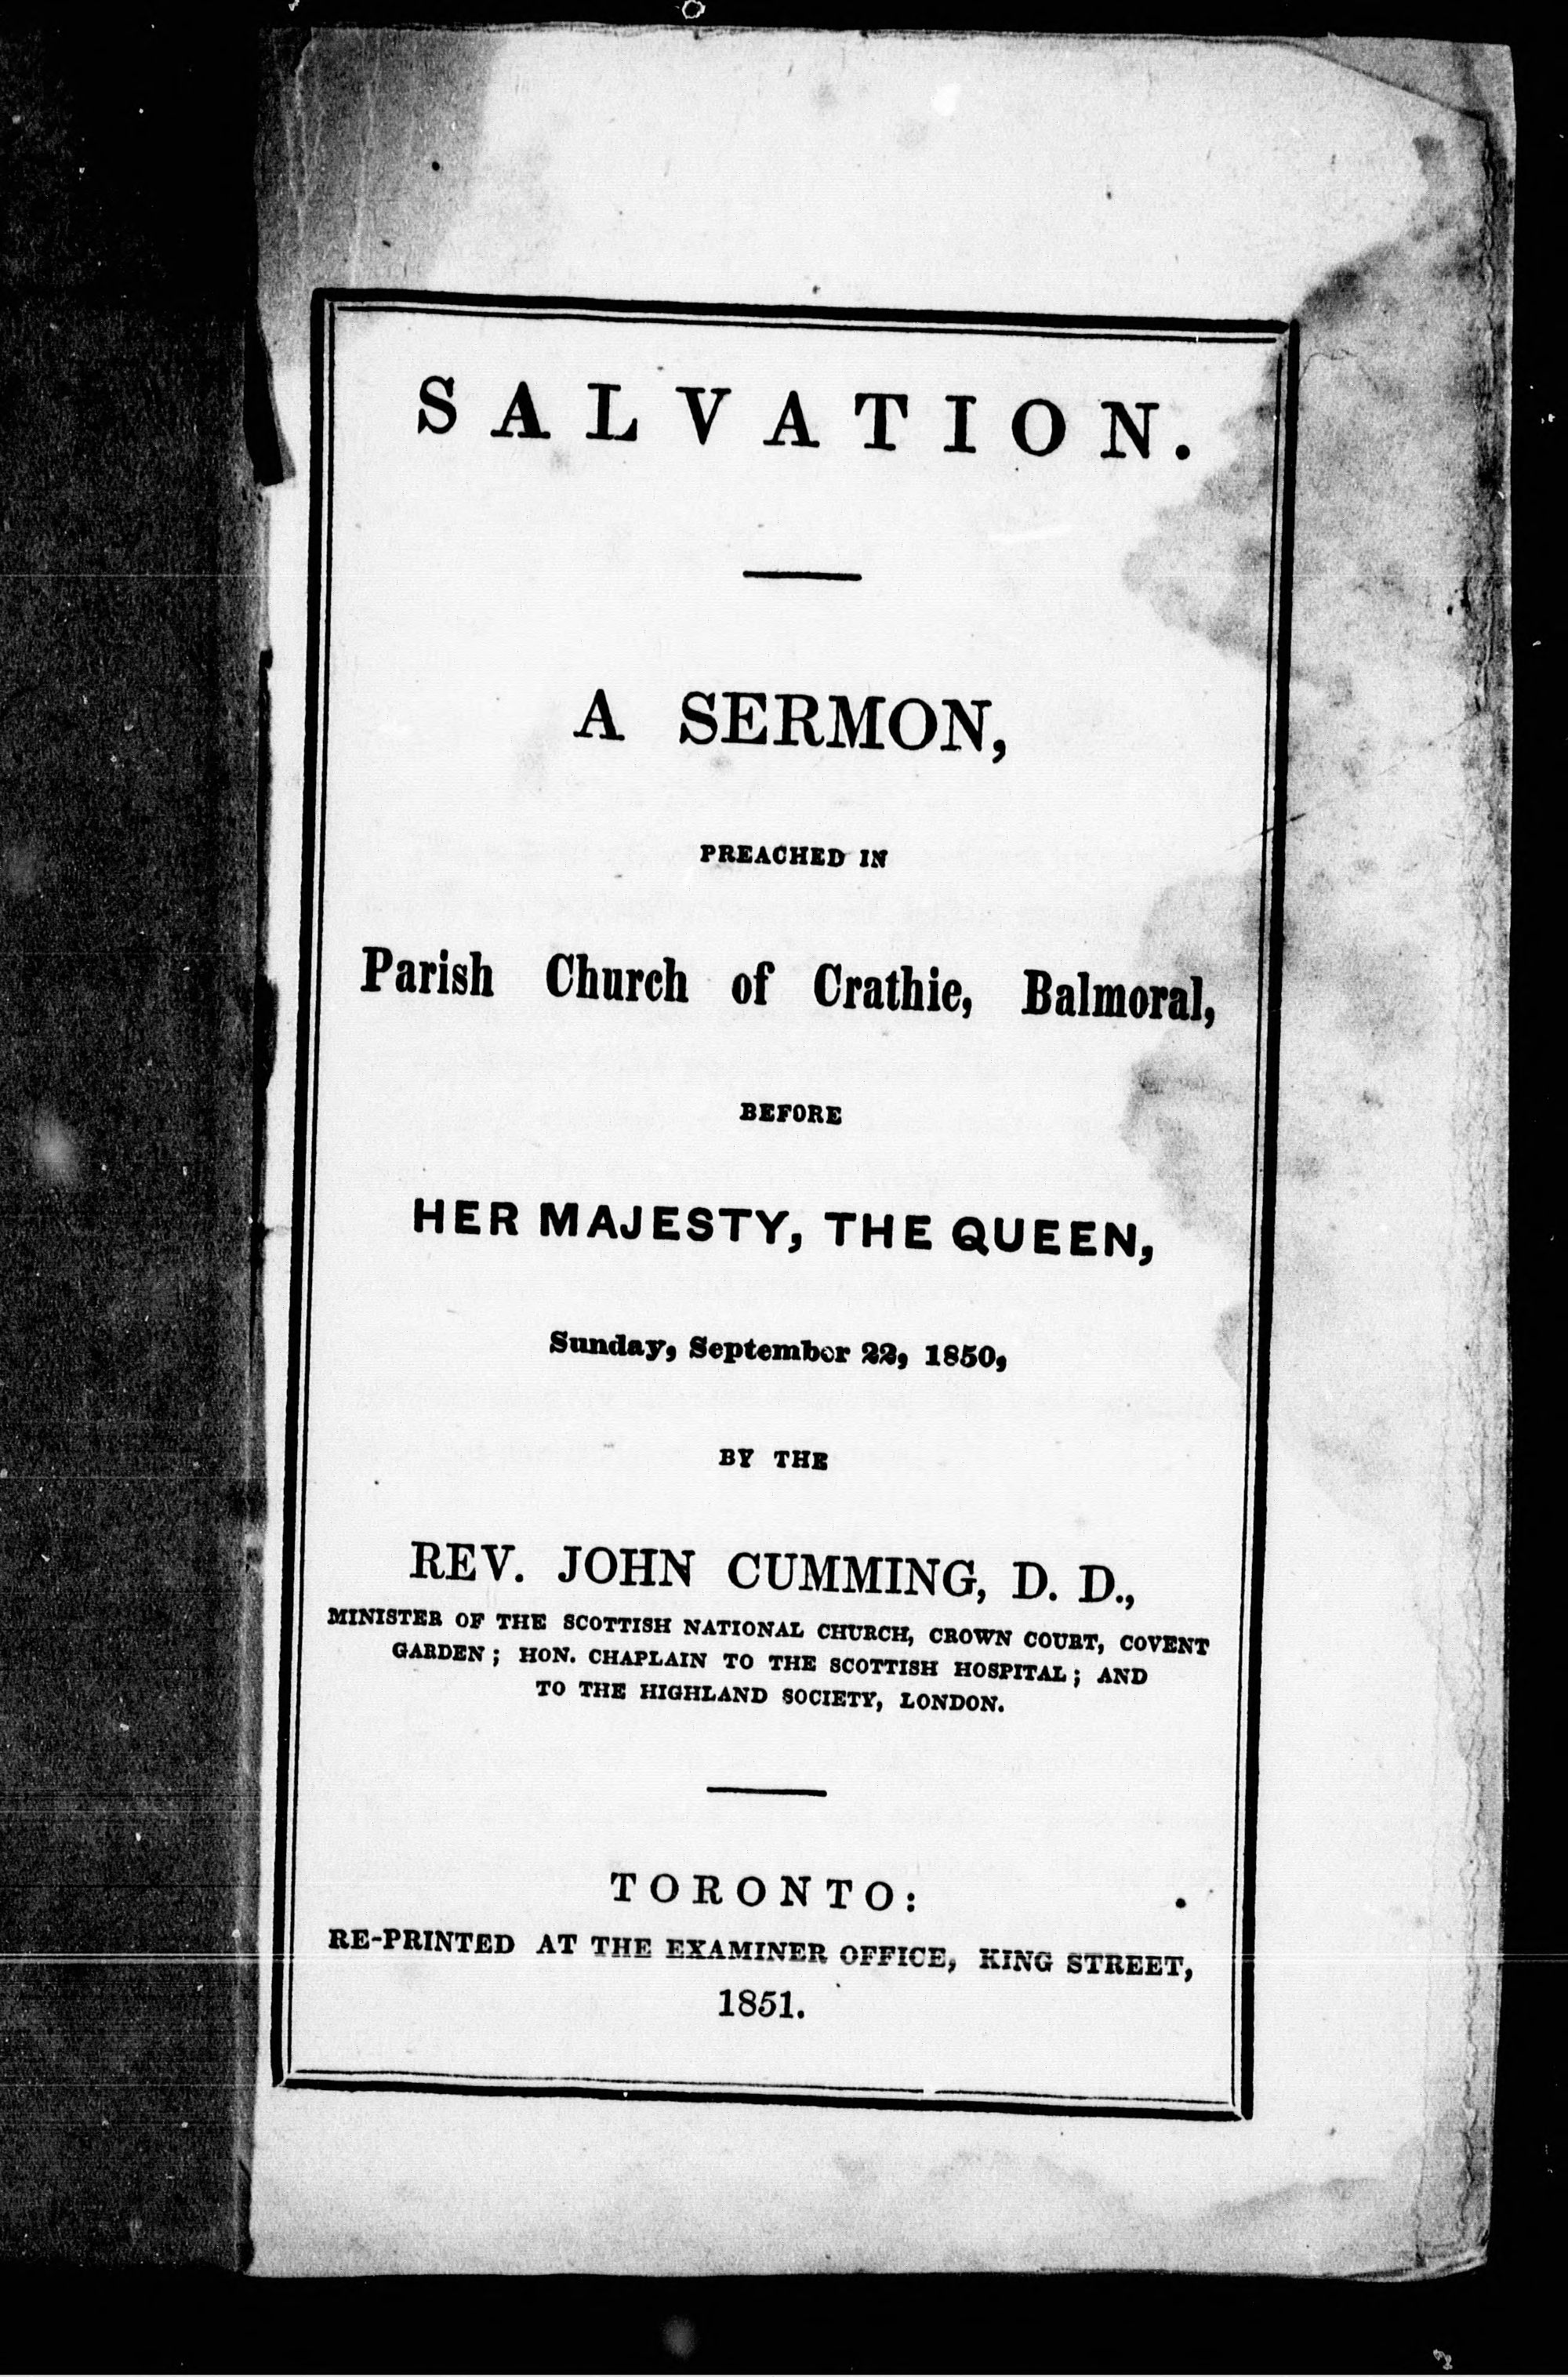 SALVATION.
A SERMON,
PREACHED IN
Parish Church of Crathie, Balmoral,
BEFORE
HER MAJESTY, THE QUEEN,
Sunday, September 22, 1850,
BY THE
REV. JOHN CUMMING, D. D.,
MINISTER OF THE SCOTTISH NATIONAL CHURCH, CROWN COURT, COVENT
GARDEN; HON. CHAPLAIN TO THE SCOTTISH HOSPITAL; AND
TO THE HIGHLAND SOCIETY, LONDON.
TORONTO:
RE-PRINTED AT THE EXAMINER OFFICE, KING STREET,
1851.